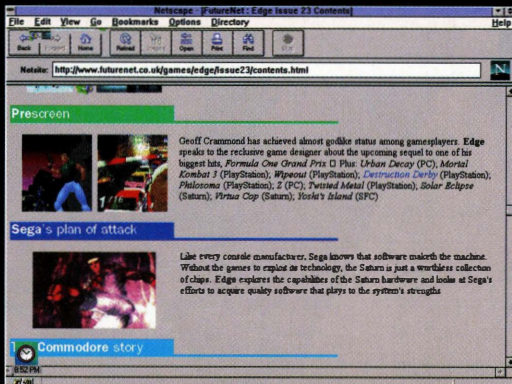 Netscape - [FutureNet : Edge Issue 23 Contents]
File Edit View Go Bookmarks Options Directory Help
Back Home Reload Open Print Find
Netsite: http://www.futurenet.co.uk/games/edge/issue23/contents.html
N
Prescreen
Geoff Crammond has achieved almost godlike status among gamesplayers. Edge
speaks to the reclusive game designer about the upcoming sequel to one of his
biggest hits, Formula One Grand Prix □ Plus: Urban Decay (PC); Mortal
Kombat 3 (PlayStation); Wipeout (PlayStation); Destruction Derby (PlayStation);
Philosoma (PlayStation); Z (PC); Twisted Metal (PlayStation); Solar Eclipse
(Saturn); Virtua Cop (Saturn); Yoshi's Island (SFC)
Sega's plan of attack
Like every console manufacturer, Sega knows that software maketh the machine.
Without the games to exploit its technology, the Saturn is just a worthless collection
of chips. Edge explores the capabilities of the Saturn hardware and looks at Sega's
efforts to acquire quality software that plays to the system's strengths
Commodore story
8:52 PM